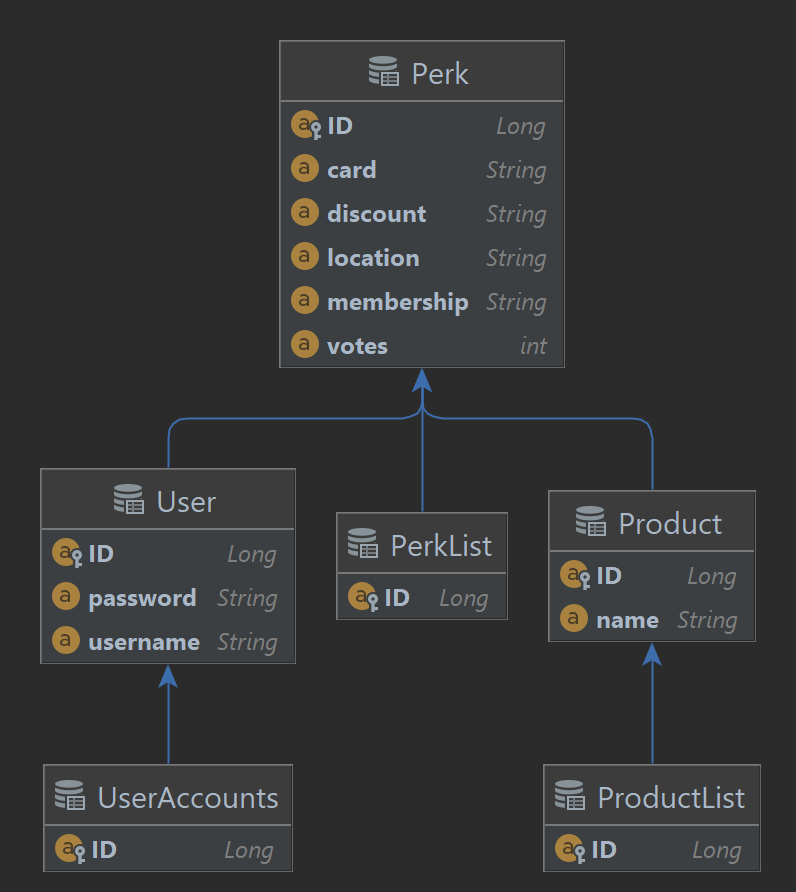 Perk
ID Long
card String
discount String
location String
membership String
votes int
User
ID Long
password String
username String
PerkList
ID Long
Product
ID Long
name String
UserAccounts
ID Long
ProductList
ID Long